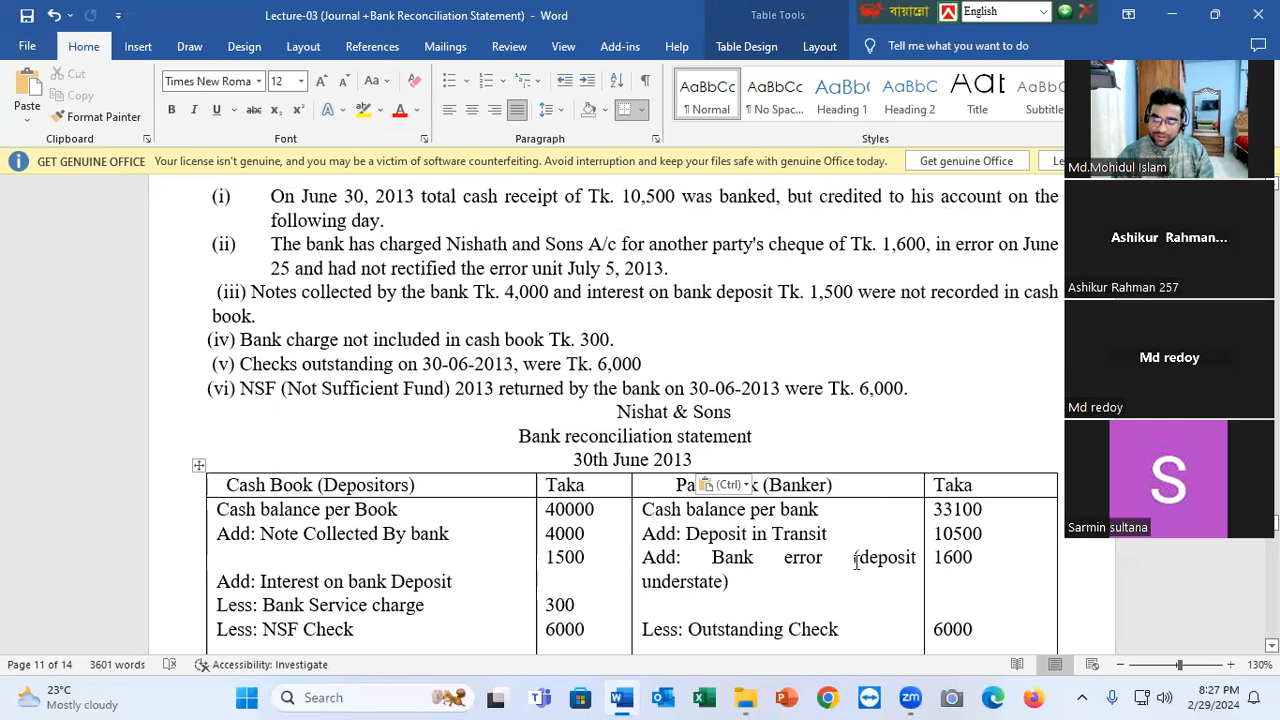 Lecture-03 (Journal +Bank Reconciliation Statement) - Word
Table Tools
বায়ান্নো
English
File Home Insert Draw Design Layout References Mailings Review View Add-ins Help Table Design Layout Tell me what you want to do
Paste
Cut
Copy
Format Painter
Clipboard
Times New Roma 12
Font
Paragraph
AaBbCc AaBbCc AaBbC AaBbCc AaI AaBbC
¶ Normal ¶ No Spac... Heading 1 Heading 2 Title Subtit
Styles
GET GENUINE OFFICE Your license isn't genuine, and you may be a victim of software counterfeiting. Avoid interruption and keep your files safe with genuine Office today. Get genuine Office Le
(i) On June 30, 2013 total cash receipt of Tk. 10,500 was banked, but credited to his account on the
following day.
(ii) The bank has charged Nishath and Sons A/c for another party's cheque of Tk. 1,600, in error on June
25 and had not rectified the error unit July 5, 2013.
(iii) Notes collected by the bank Tk. 4,000 and interest on bank deposit Tk. 1,500 were not recorded in cash
book.
(iv) Bank charge not included in cash book Tk. 300.
(v) Checks outstanding on 30-06-2013, were Tk. 6,000
(vi) NSF (Not Sufficient Fund) 2013 returned by the bank on 30-06-2013 were Tk. 6,000.
Nishat & Sons
Bank reconciliation statement
30th June 2013
Cash Book (Depositors) Taka Pa (Ctrl) k (Banker) Taka
Cash balance per Book 40000 Cash balance per bank 33100
Add: Note Collected By bank 4000 Add: Deposit in Transit 10500
1500 Add: Bank error (deposit 1600
Add: Interest on bank Deposit understate)
Less: Bank Service charge 300
Less: NSF Check 6000 Less: Outstanding Check 6000
Md.Mohidul Islam
Ashikur Rahman...
Ashikur Rahman 257
Md redoy
Md redoy
S
Sarmin sultana
Page 11 of 14 3601 words Accessibility: Investigate 130%
23°C
Mostly cloudy
Search
8:27 PM
2/29/2024